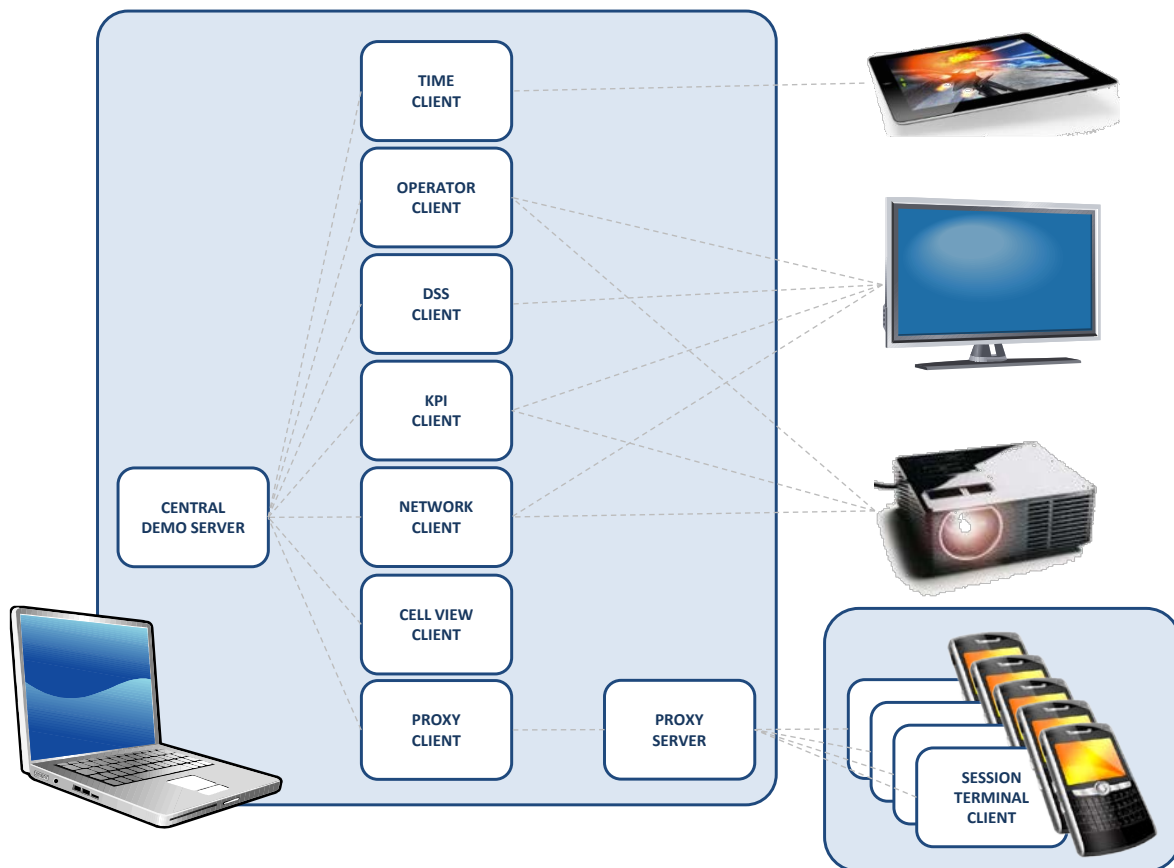 TIME
CLIENT
OPERATOR
CLIENT
DSS
CLIENT
KPI
CLIENT
CENTRAL
DEMO SERVER
NETWORK
CLIENT
CELL VIEW
CLIENT
PROXY
CLIENT
PROXY
SERVER
SESSION
TERMINAL
CLIENT